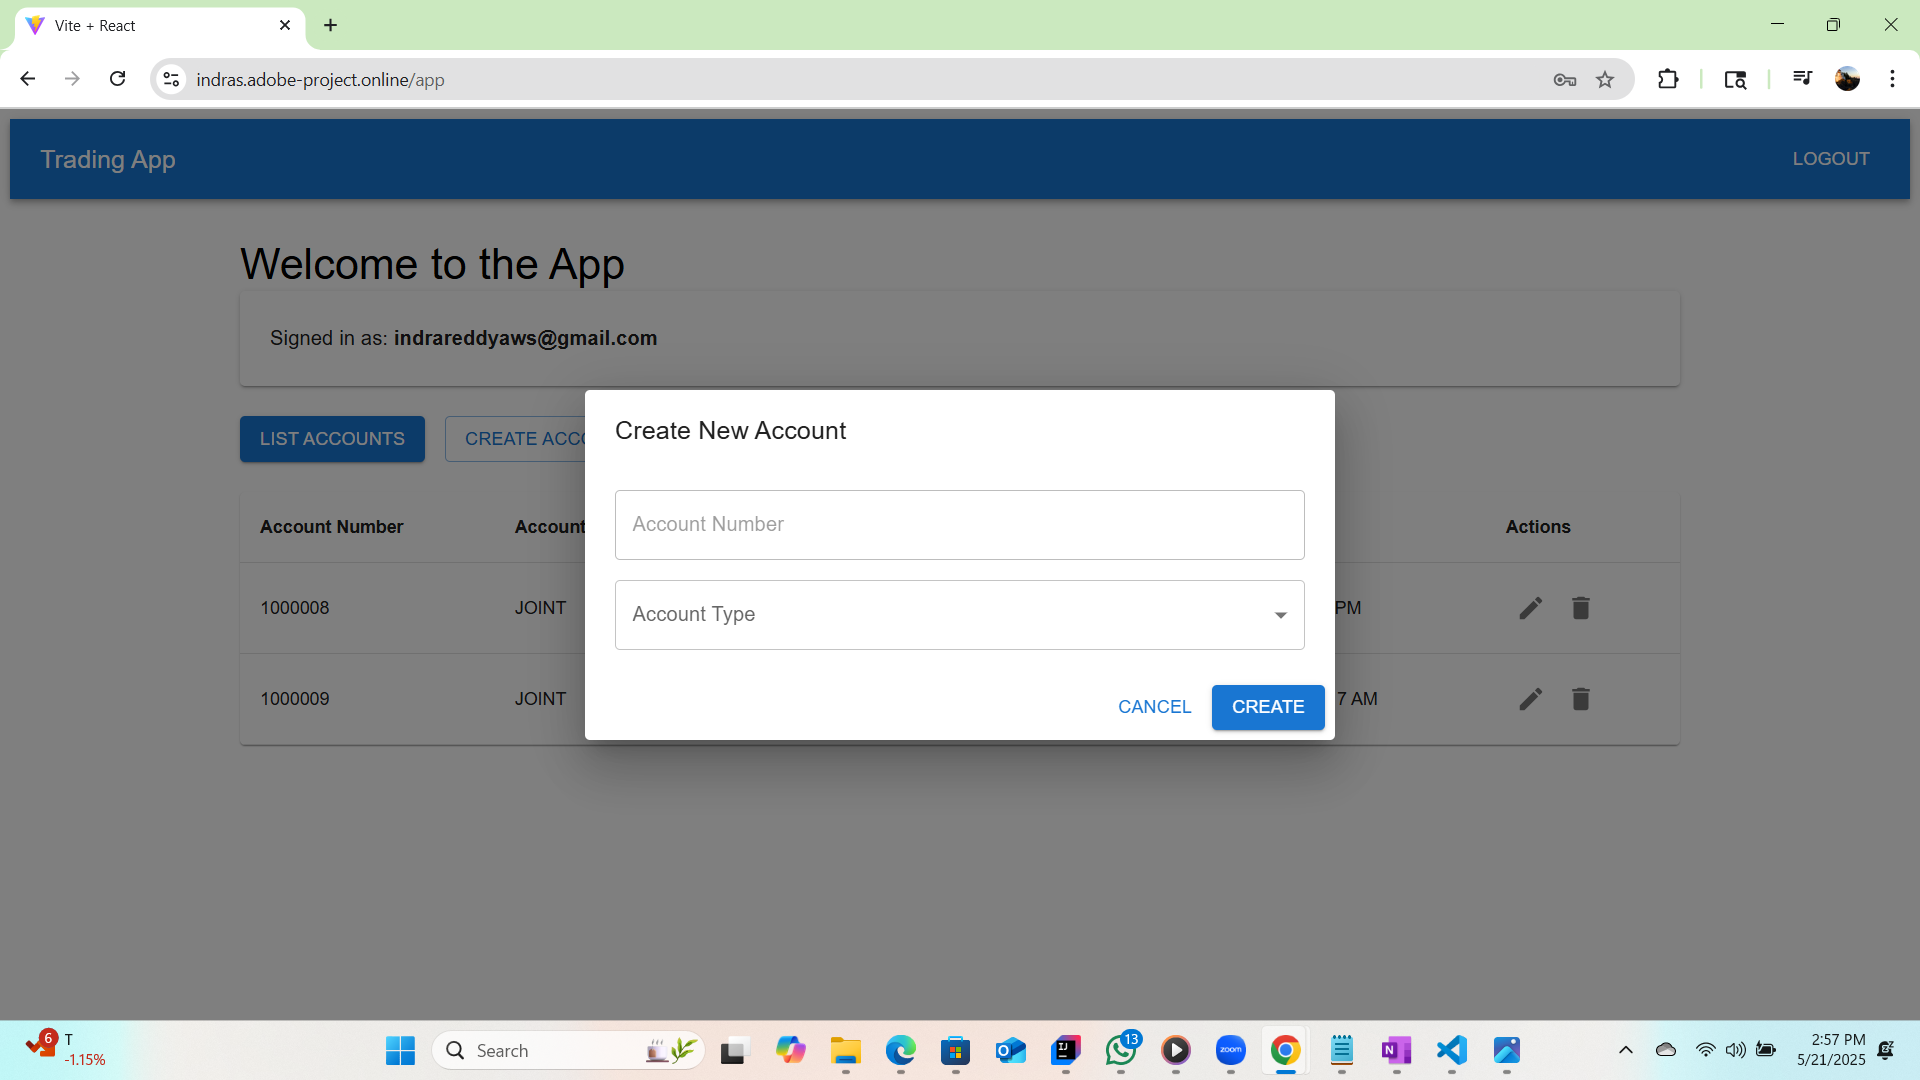 Vite + React
indras.adobe-project.online/app
Trading App
LOGOUT
Welcome to the App
Signed in as: indrareddyaws@gmail.com
LIST ACCOUNTS
CREATE ACCO
Create New Account
Account Number
Account Type
CANCEL
CREATE
Account Number
Account
Actions
1000008
JOINT
PM
1000009
JOINT
7 AM
6
T
-1.15%
Search
O
IJ
13
zoom
N
2:57 PM
5/21/2025